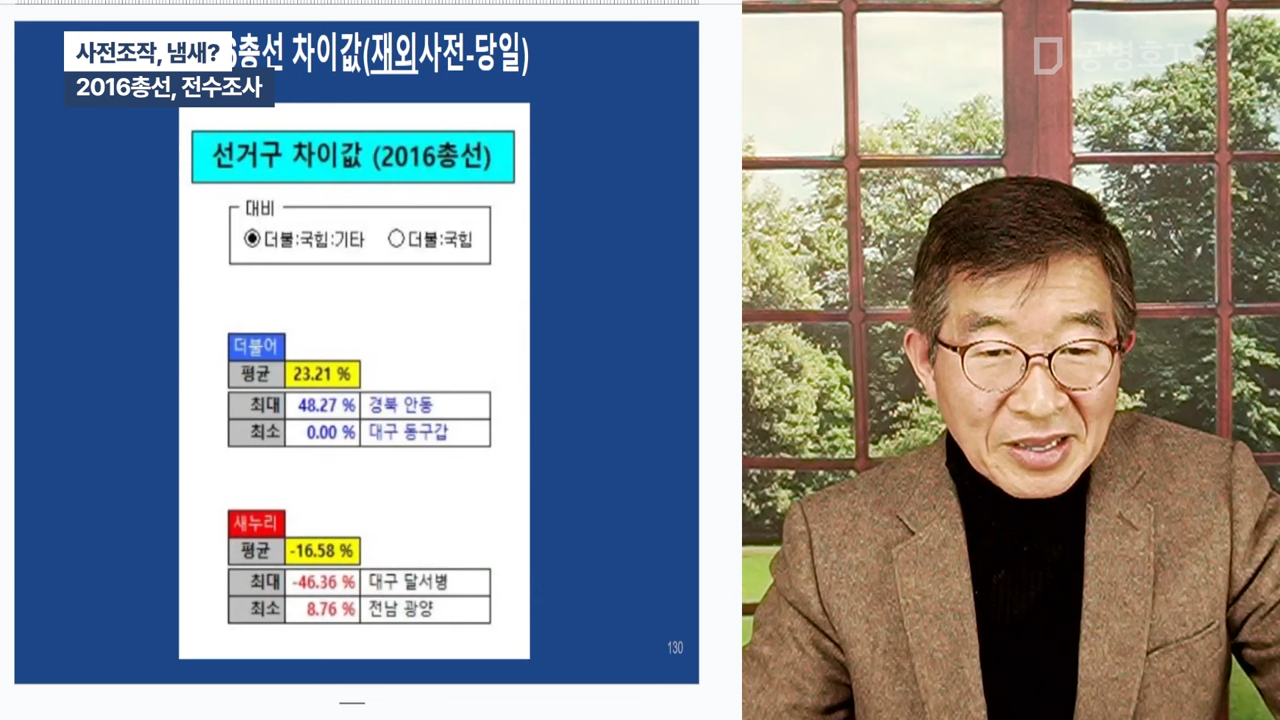 사전조작, 냄새?
6총선 차이값(재외사전-당일)
2016총선, 전수조사
공병호TV
선거구 차이값 (2016총선)
대비
더불:국힘:기타 더불:국힘
더불어
평균 23.21 %
최대 48.27 % 경북 안동
최소 0.00 % 대구 동구갑
새누리
평균 -16.58 %
최대 -46.36 % 대구 달서병
최소 8.76 % 전남 광양
130